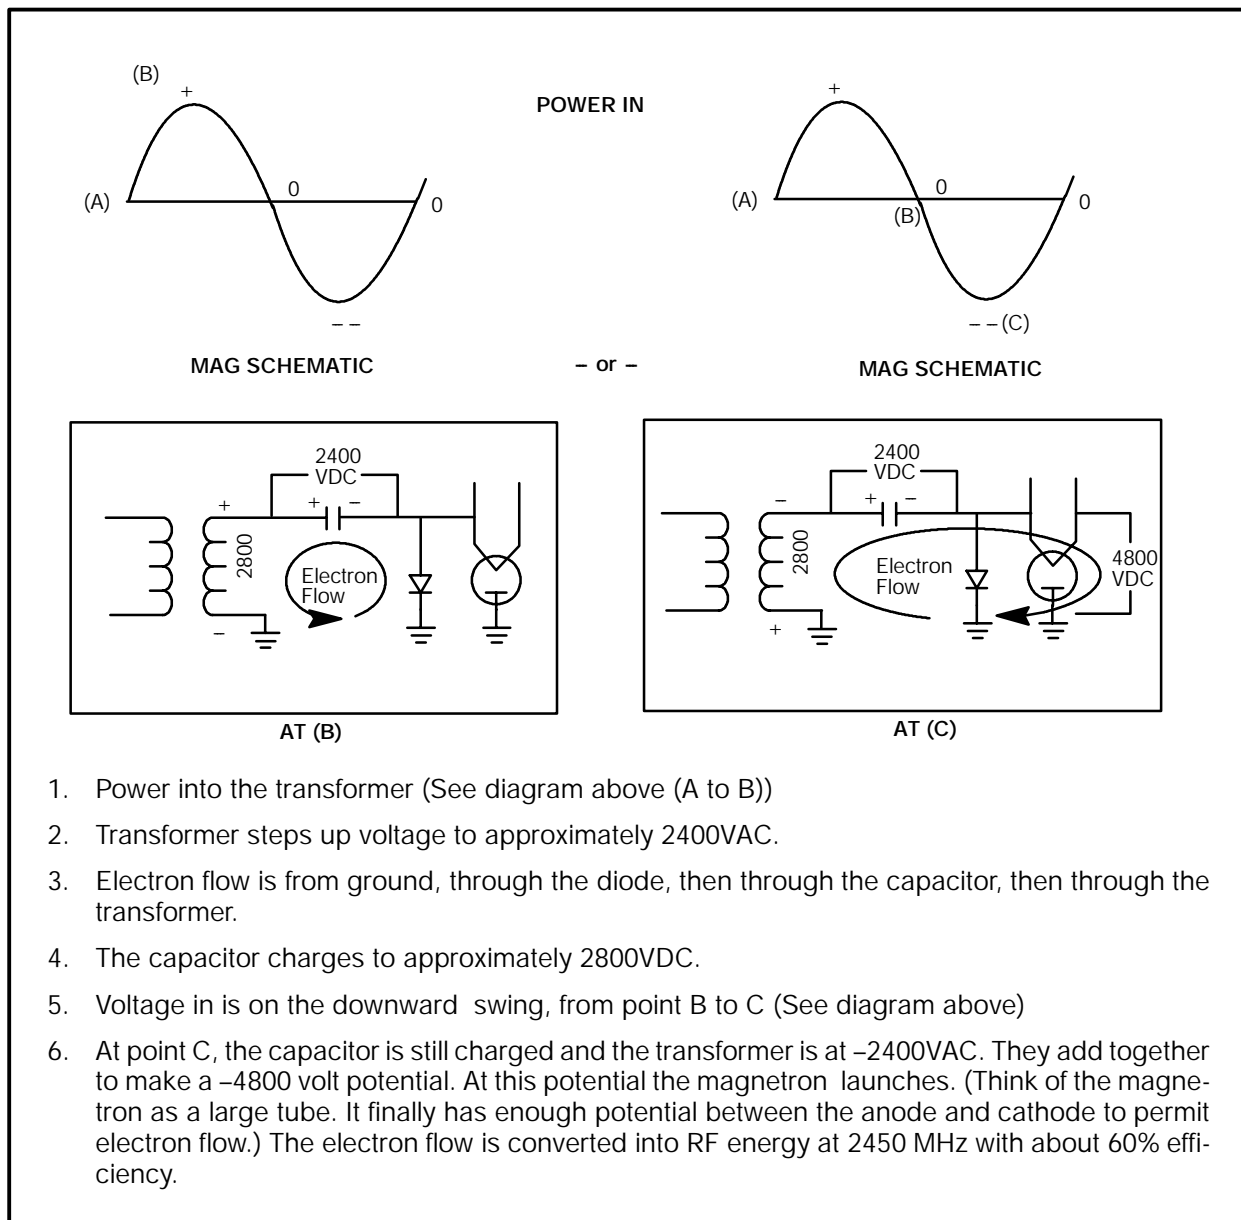 (B)
+
POWER IN
+
(A)
0
0
(A)
0
(B)
0
– –
– – (C)
MAG SCHEMATIC
– or –
MAG SCHEMATIC
2400
VDC
+
+
–
2800
Electron
Flow
–
AT (B)
2400
VDC
–
+
–
2800
Electron
Flow
4800
VDC
+
AT (C)
1. Power into the transformer (See diagram above (A to B))
2. Transformer steps up voltage to approximately 2400VAC.
3. Electron flow is from ground, through the diode, then through the capacitor, then through the
transformer.
4. The capacitor charges to approximately 2800VDC.
5. Voltage in is on the downward swing, from point B to C (See diagram above)
6. At point C, the capacitor is still charged and the transformer is at –2400VAC. They add together
to make a –4800 volt potential. At this potential the magnetron launches. (Think of the magne-
tron as a large tube. It finally has enough potential between the anode and cathode to permit
electron flow.) The electron flow is converted into RF energy at 2450 MHz with about 60% effi-
ciency.